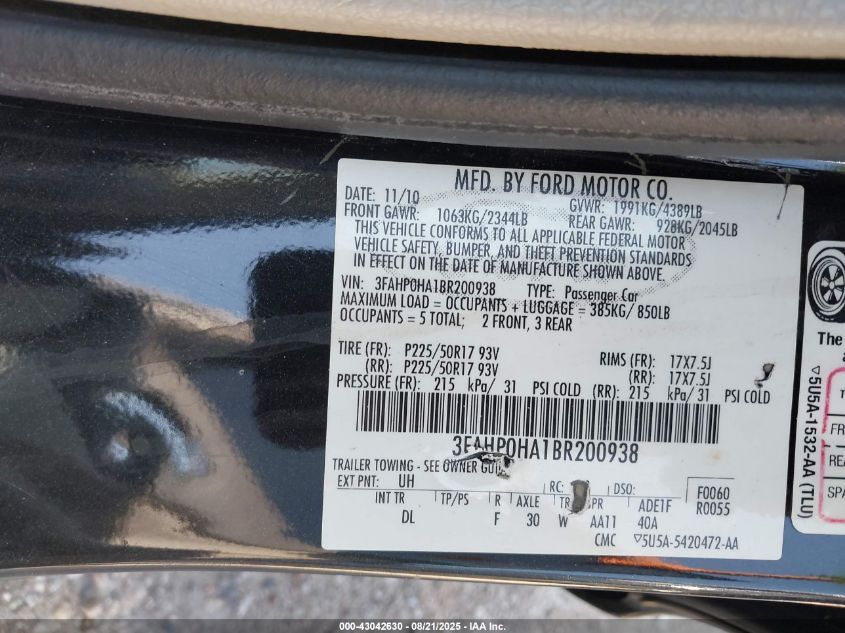 MFD. BY FORD MOTOR CO.
DATE: 11/10 GVWR: 1991KG/4389LB
FRONT GAWR: 1063KG/2344LB REAR GAWR: 928KG/2045LB
THIS VEHICLE CONFORMS TO ALL APPLICABLE FEDERAL MOTOR
VEHICLE SAFETY, BUMPER, AND THEFT PREVENTION STANDARDS
IN EFFECT ON THE DATE OF MANUFACTURE SHOWN ABOVE.
VIN: 3FAHP0HA1BR200938 TYPE: Passenger Car
MAXIMUM LOAD = OCCUPANTS + LUGGAGE = 385KG/ 850LB
OCCUPANTS = 5 TOTAL; 2 FRONT, 3 REAR
TIRE (FR): P225/50R17 93V RIMS (FR): 17X7.5J
(RR): P225/50R17 93V (RR): 17X7.5J
PRESSURE (FR): 215 kPa/ 31 PSI COLD (RR): 215 kPa/ 31 PSI COLD
3FAHP0HA1BR200938
TRAILER TOWING - SEE OWNER
EXT PNT: UH RC: DSO: F0060
INT TR TP/PS R AXLE TR SPR ADE1F R0055
DL F 30 W AA11 40A
CMC ▽5U5A-5420472-AA
The
▽5U5A-1532-AA (TLU)
T
FR
REA
SPA
000-43042630 - 08/21/2025 - IAA Inc.